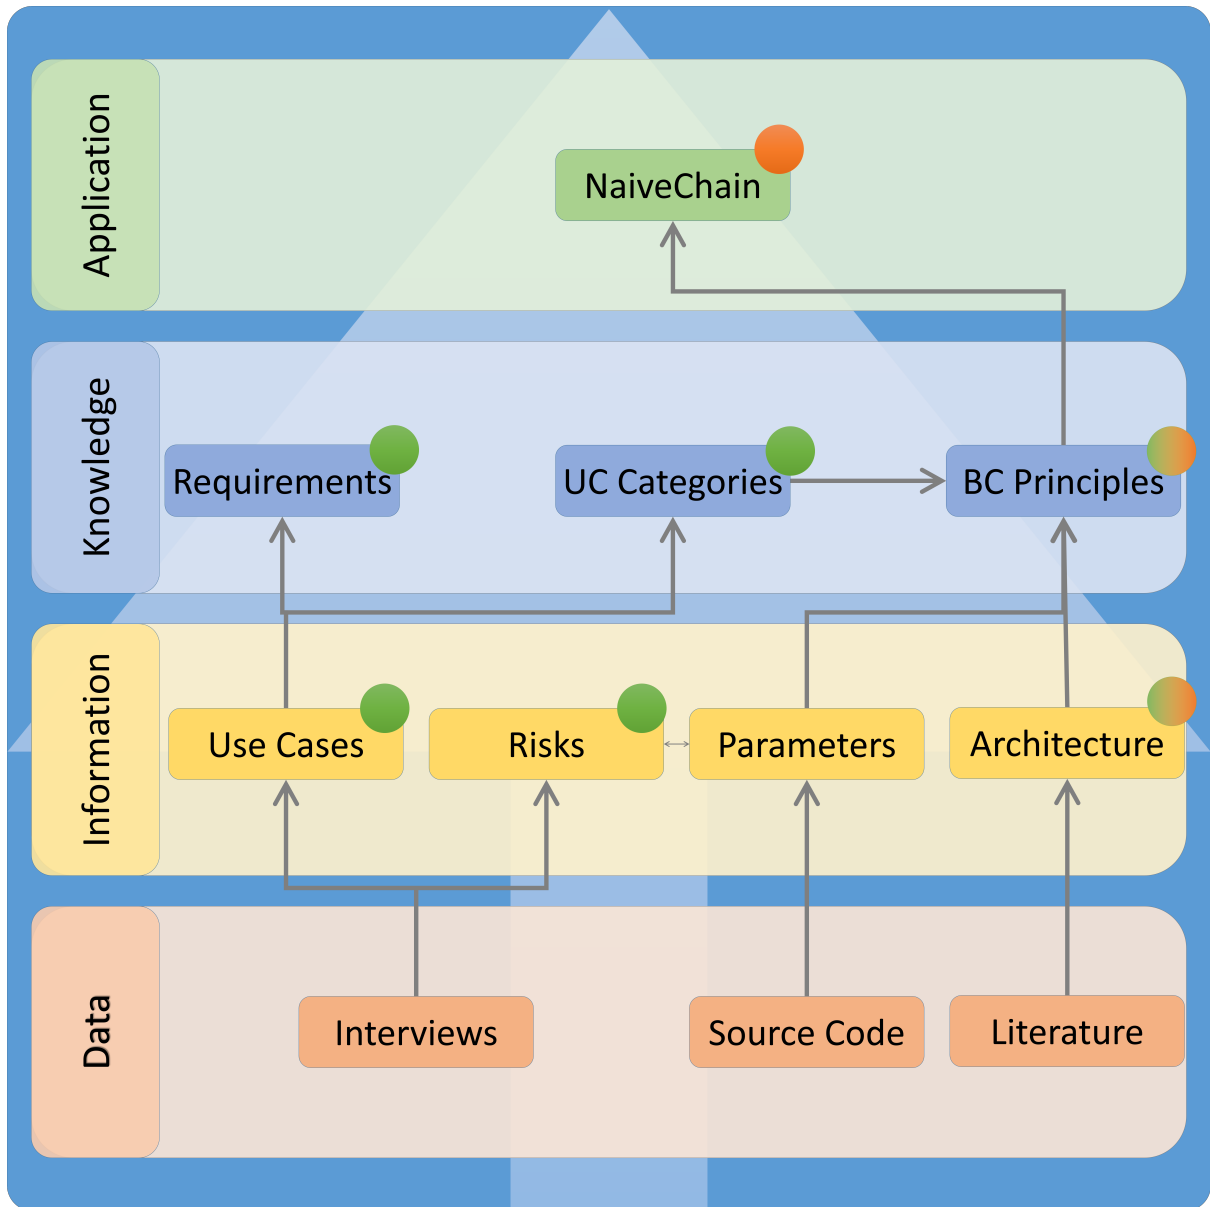 Application
NaiveChain
Knowledge
Requirements
UC Categories
BC Principles
Information
Use Cases
Risks
Parameters
Architecture
Data
Interviews
Source Code
Literature